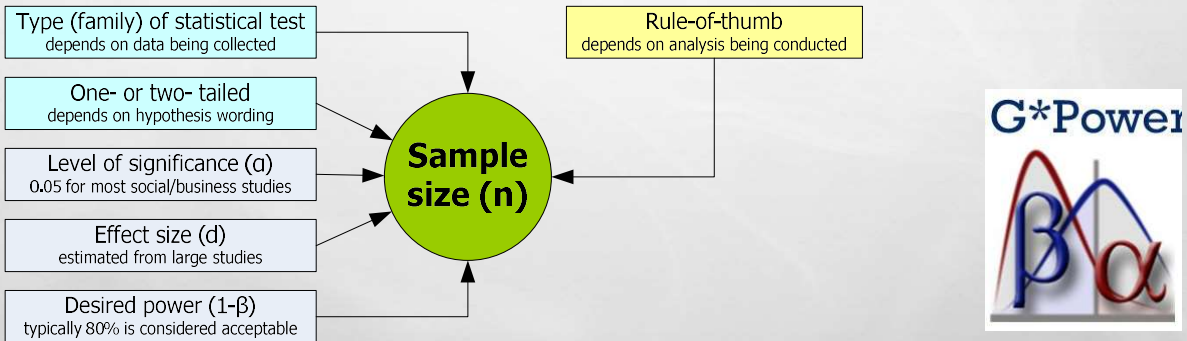 Type (family) of statistical test
depends on data being collected
One- or two- tailed
depends on hypothesis wording
Level of significance (α)
0.05 for most social/business studies
Effect size (d)
estimated from large studies
Desired power (1-β)
typically 80% is considered acceptable
Sample
size (n)
Rule-of-thumb
depends on analysis being conducted
G*Power
β α